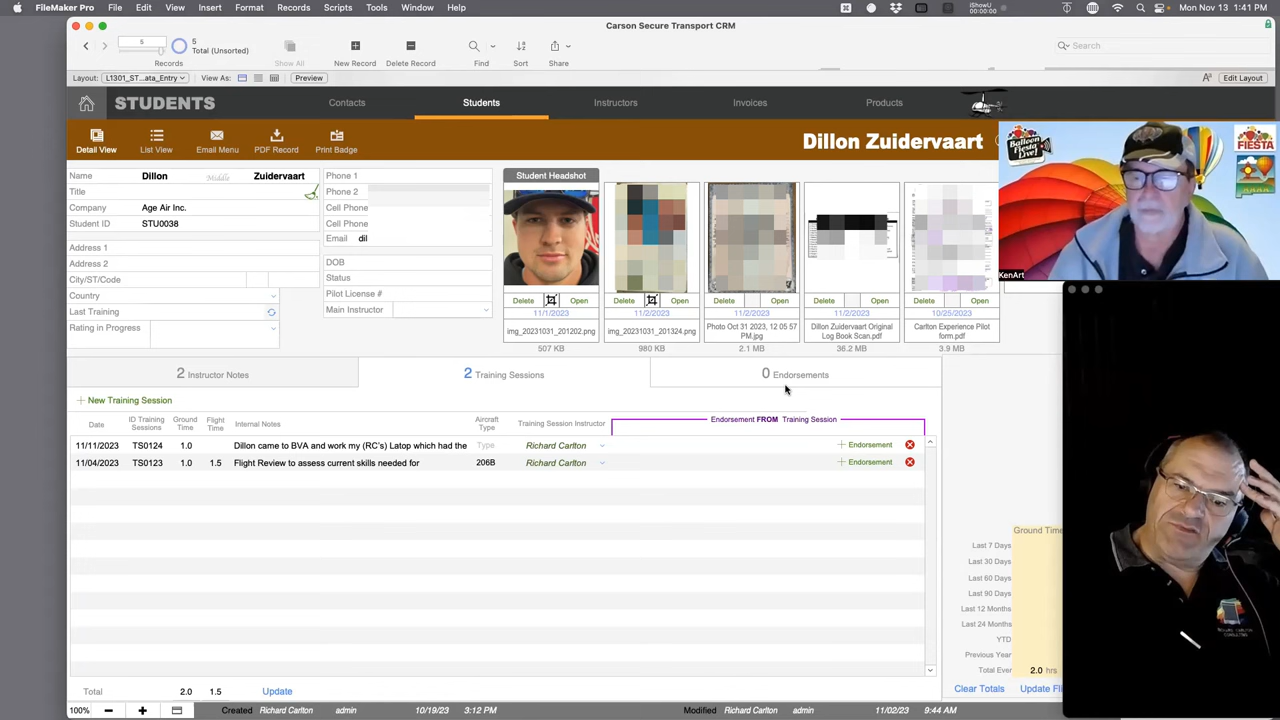 FileMaker Pro File Edit View Insert Format Records Scripts Tools Window Help
iShowU
00:00:00
Mon Nov 13 1:41 PM
Carson Secure Transport CRM
5
5
Total (Unsorted)
Records
Show All
New Record
Delete Record
Find
Sort
Share
Search
Layout: L1301_ST...ata_Entry
View As:
Preview
Edit Layout
STUDENTS
Contacts
Students
Instructors
Invoices
Products
Detail View
List View
Email Menu
PDF Record
Print Badge
Dillon Zuidervaart
Name Dillon Middle Zuidervaart
Title
Company Age Air Inc.
Student ID STU0038
Address 1
Address 2
City/ST/Code
Country
Last Training
Rating in Progress
Phone 1
Phone 2
Cell Phone
Cell Phone
Email dil
DOB
Status
Pilot License #
Main Instructor
Student Headshot
Delete Open
11/1/2023
img_20231031_201202.png
507 KB
Delete Open
11/2/2023
img_20231031_201324.png
980 KB
Delete Open
11/2/2023
Photo Oct 31 2023, 12 05 57
PM.jpg
2.1 MB
Delete Open
11/2/2023
Dillon Zuidervaart Original
Log Book Scan.pdf
36.2 MB
Delete Open
10/25/2023
Carlton Experience Pilot
form.pdf
3.9 MB
Balloon
Fiesta
Live!
FIESTA
KenArt
2 Instructor Notes
2 Training Sessions
0 Endorsements
+ New Training Session
Date
ID Training
Sessions
Ground
Time
Flight
Time
Internal Notes
Aircraft
Type
Training Session Instructor
Endorsement FROM Training Session
11/11/2023 TS0124 1.0 Dillon came to BVA and work my (RC's) Latop which had the Type Richard Carlton + Endorsement
11/04/2023 TS0123 1.0 1.5 Flight Review to assess current skills needed for 206B Richard Carlton + Endorsement
Ground Time
Last 7 Days
Last 30 Days
Last 60 Days
Last 90 Days
Last 12 Months
Last 24 Months
YTD
Previous Year
Total Ever 2.0 hrs
Clear Totals Update Fli
Total 2.0 1.5 Update
100%
Created Richard Carlton admin 10/19/23 3:12 PM
Modified Richard Carlton admin 11/02/23 9:44 AM